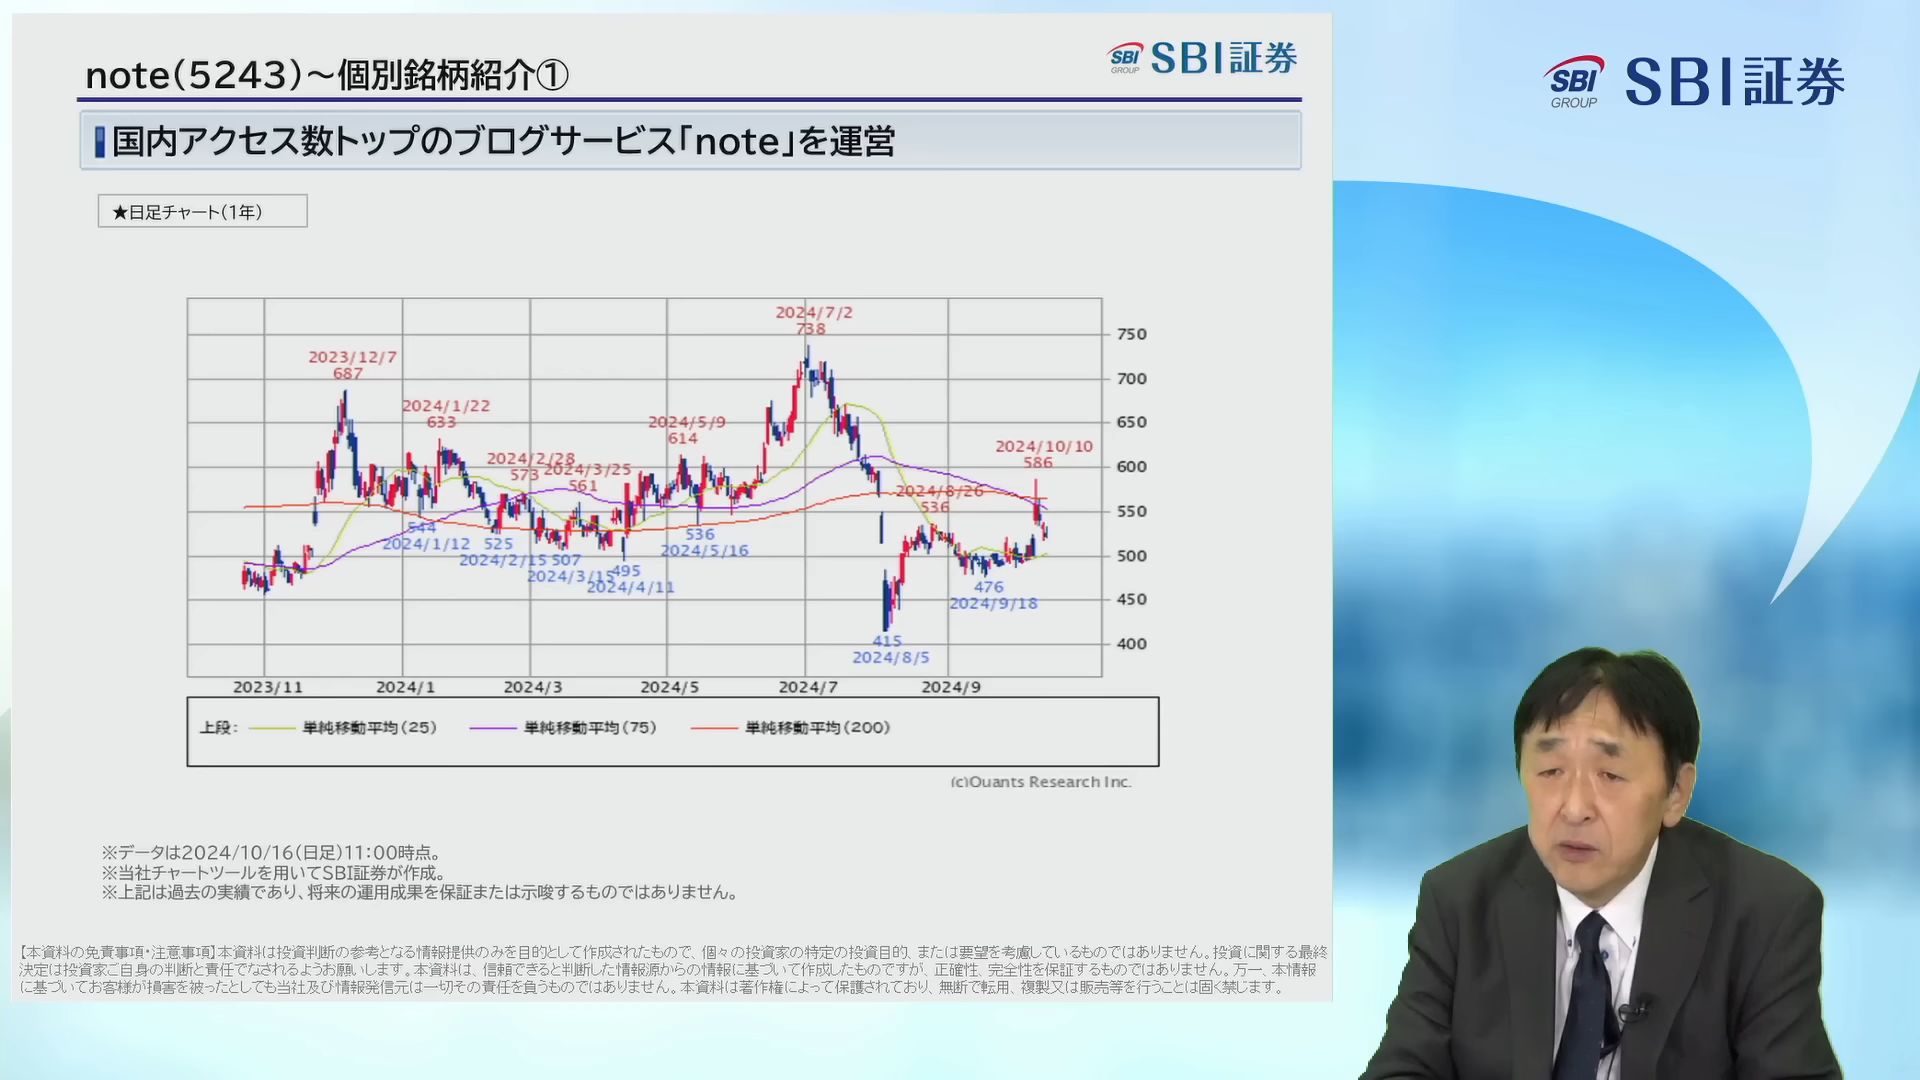 note(5243)～個別銘柄紹介①
SBI GROUP SBI証券
SBI GROUP SBI証券
国内アクセス数トップのブログサービス「note」を運営
★日足チャート(1年)
2024/7/2
738
750
2023/12/7
687
700
2024/1/22
633
2024/5/9
614
650
2024/10/10
586
600
2024/2/28
573
2024/3/25
561
2024/8/26
536
550
544
2024/1/12
525
2024/2/15
507
2024/3/15
495
2024/4/11
536
2024/5/16
500
476
2024/9/18
450
415
2024/8/5
400
2023/11 2024/1 2024/3 2024/5 2024/7 2024/9
上段: 単純移動平均(25) 単純移動平均(75) 単純移動平均(200)
(c)Quants Research Inc.
※データは2024/10/16(日足)11:00時点。
※当社チャートツールを用いてSBI証券が作成。
※上記は過去の実績であり、将来の運用成果を保証または示唆するものではありません。
【本資料の免責事項・注意事項】本資料は投資判断の参考となる情報提供のみを目的として作成されたもので、個々の投資家の特定の投資目的、または要望を考慮しているものではありません。投資に関する最終
決定は投資家ご自身の判断と責任でなされるようお願いします。本資料は、信頼できると判断した情報源からの情報に基づいて作成したものですが、正確性、完全性を保証するものではありません。万一、本情報
に基づいてお客様が損害を被ったとしても当社及び情報発信元は一切その責任を負うものではありません。本資料は著作権によって保護されており、無断で転用、複製又は販売等を行うことは固く禁じます。